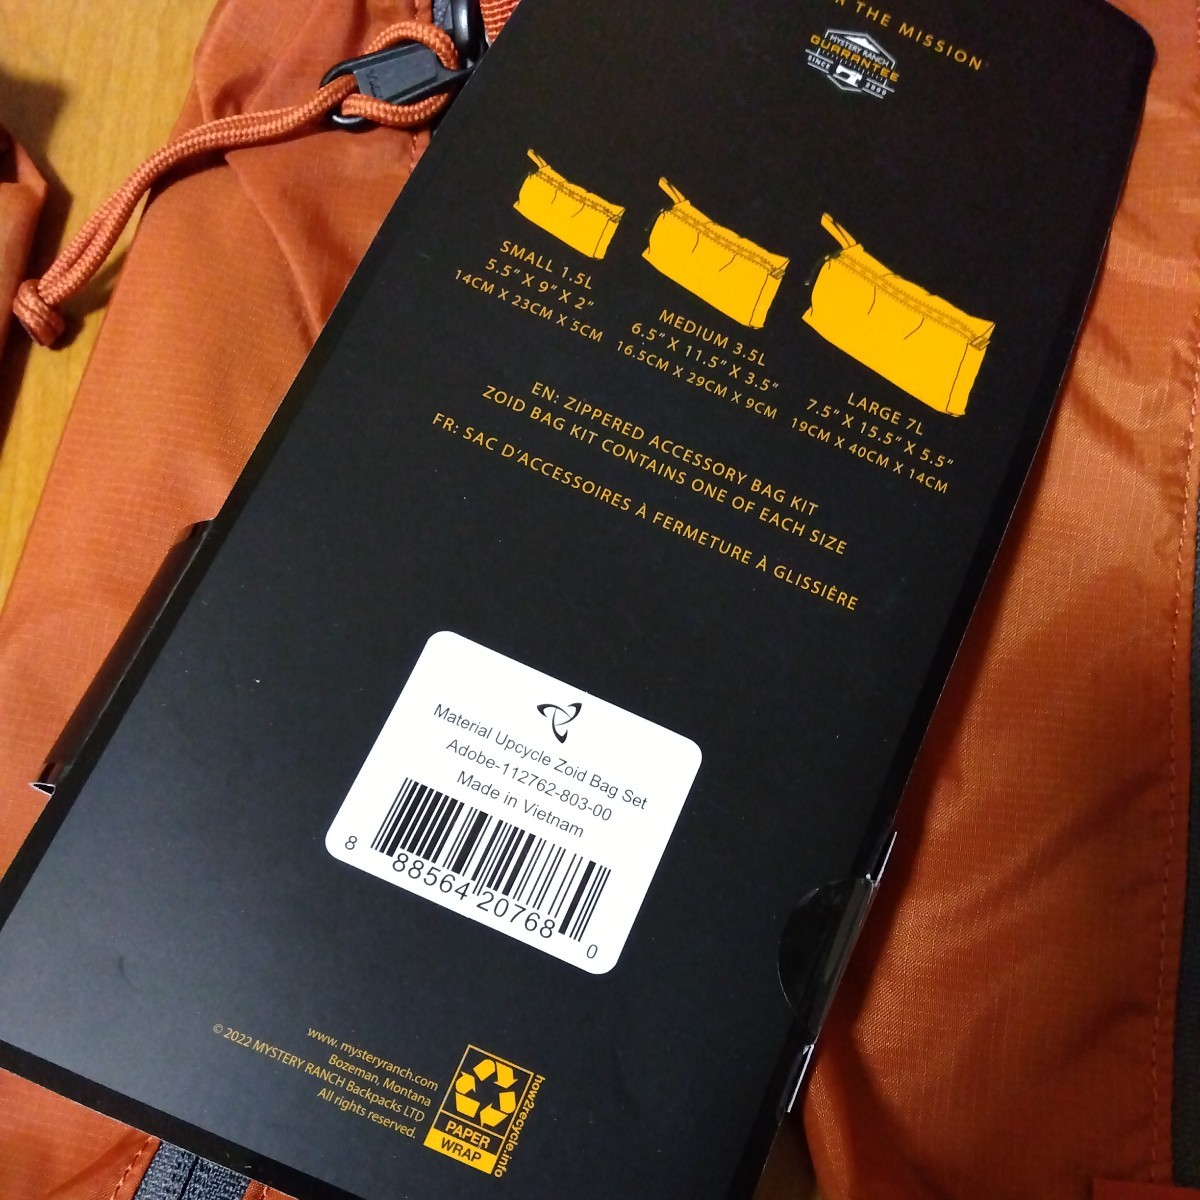 THE MISSION
MYSTERY RANCH
GUARANTEE
SINCE 2000
SMALL 1.5L
5.5" X 9" X 2"
14CM X 23CM X 5CM
MEDIUM 3.5L
6.5" X 11.5" X 3.5"
16.5CM X 29CM X 9CM
LARGE 7L
7.5" X 15.5" X 5.5"
19CM X 40CM X 14CM
EN: ZIPPERED ACCESSORY BAG KIT
ZOID BAG KIT CONTAINS ONE OF EACH SIZE
FR: SAC D'ACCESSOIRES À FERMETURE À GLISSIÈRE
Material Upcycle Zoid Bag Set
Adobe-112762-803-00
Made in Vietnam
8 88564 20768 0
www.mysteryranch.com
Bozeman, Montana
© 2022 MYSTERY RANCH Backpacks LTD
All rights reserved.
PAPER
WRAP
how2recycle.info